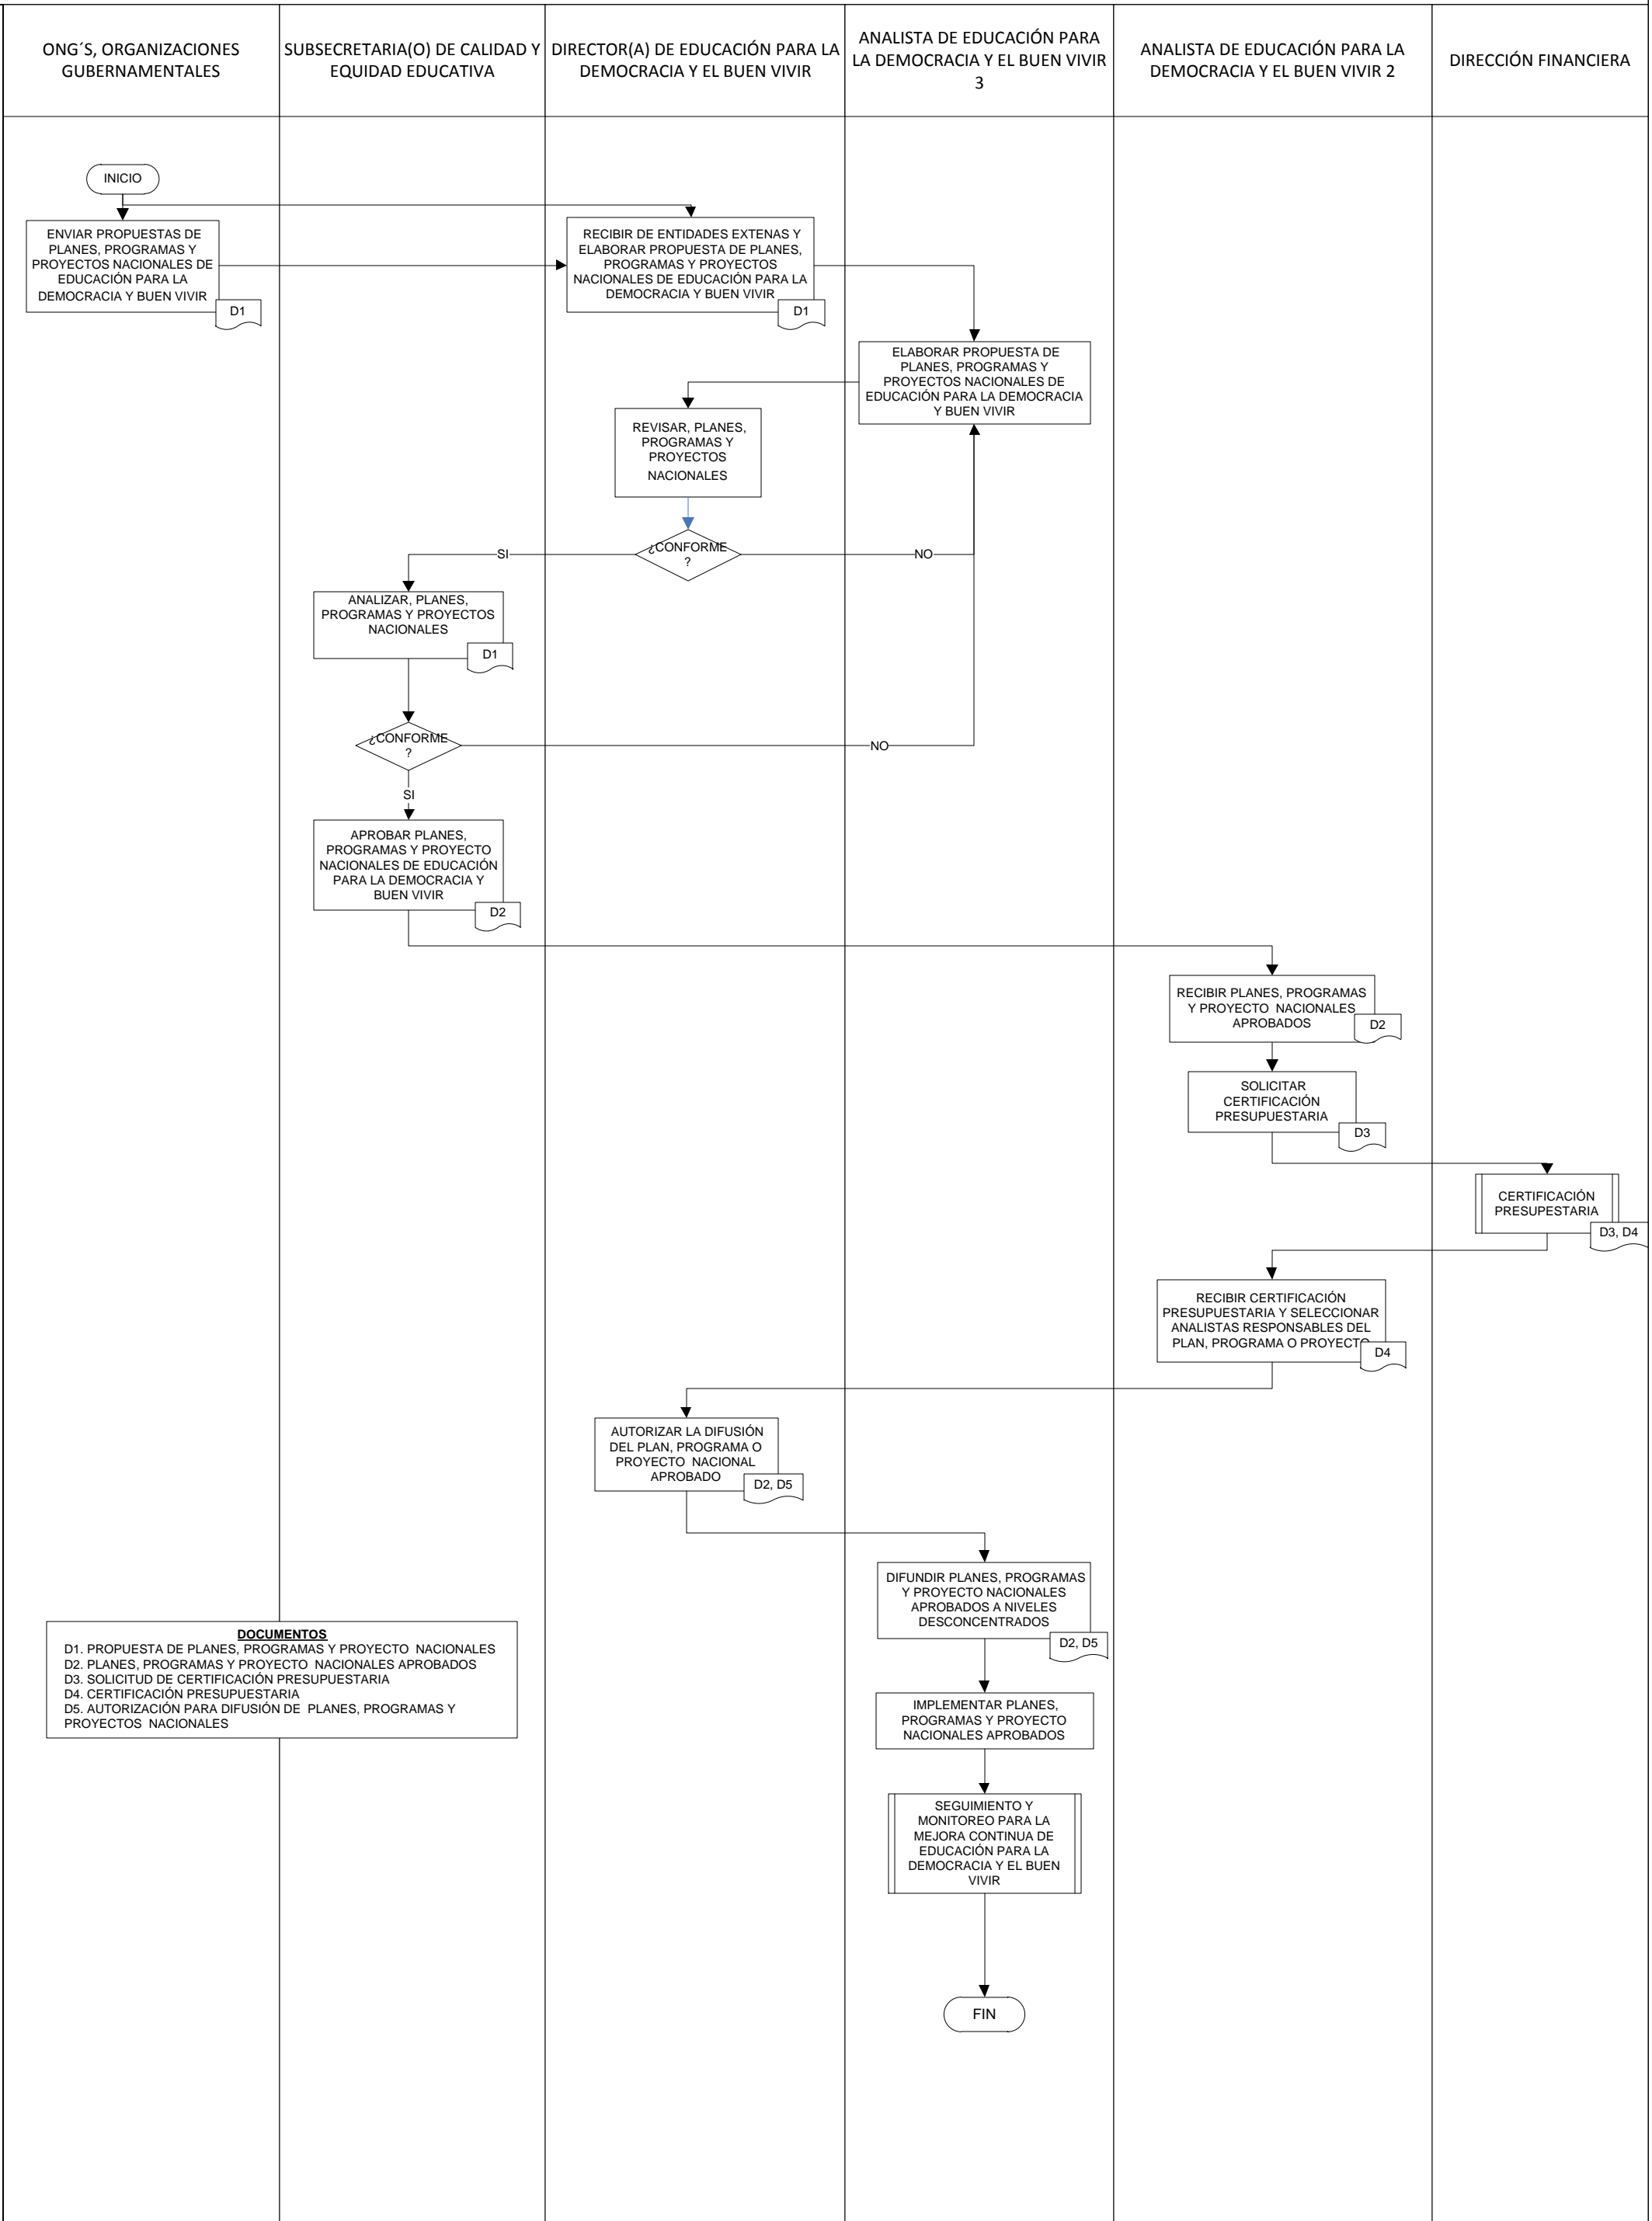 ONG´S, ORGANIZACIONES
GUBERNAMENTALES
SUBSECRETARIA(O) DE CALIDAD Y
EQUIDAD EDUCATIVA
DIRECTOR(A) DE EDUCACIÓN PARA LA
DEMOCRACIA Y EL BUEN VIVIR
ANALISTA DE EDUCACIÓN PARA
LA DEMOCRACIA Y EL BUEN VIVIR
3
ANALISTA DE EDUCACIÓN PARA LA
DEMOCRACIA Y EL BUEN VIVIR 2
DIRECCIÓN FINANCIERA
INICIO
ENVIAR PROPUESTAS DE
PLANES, PROGRAMAS Y
PROYECTOS NACIONALES DE
EDUCACIÓN PARA LA
DEMOCRACIA Y BUEN VIVIR
D1
RECIBIR DE ENTIDADES EXTENAS Y
ELABORAR PROPUESTA DE PLANES,
PROGRAMAS Y PROYECTOS
NACIONALES DE EDUCACIÓN PARA LA
DEMOCRACIA Y BUEN VIVIR
D1
ELABORAR PROPUESTA DE
PLANES, PROGRAMAS Y
PROYECTOS NACIONALES DE
EDUCACIÓN PARA LA DEMOCRACIA
Y BUEN VIVIR
REVISAR, PLANES,
PROGRAMAS Y
PROYECTOS
NACIONALES
¿CONFORME
?
SI
NO
ANALIZAR, PLANES,
PROGRAMAS Y PROYECTOS
NACIONALES
D1
¿CONFORME
?
NO
SI
APROBAR PLANES,
PROGRAMAS Y PROYECTO
NACIONALES DE EDUCACIÓN
PARA LA DEMOCRACIA Y
BUEN VIVIR
D2
RECIBIR PLANES, PROGRAMAS
Y PROYECTO NACIONALES
APROBADOS
D2
SOLICITAR
CERTIFICACIÓN
PRESUPUESTARIA
D3
CERTIFICACIÓN
PRESUPESTARIA
D3, D4
RECIBIR CERTIFICACIÓN
PRESUPUESTARIA Y SELECCIONAR
ANALISTAS RESPONSABLES DEL
PLAN, PROGRAMA O PROYECTO
D4
AUTORIZAR LA DIFUSIÓN
DEL PLAN, PROGRAMA O
PROYECTO NACIONAL
APROBADO
D2, D5
DIFUNDIR PLANES, PROGRAMAS
Y PROYECTO NACIONALES
APROBADOS A NIVELES
DESCONCENTRADOS
D2, D5
DOCUMENTOS
D1. PROPUESTA DE PLANES, PROGRAMAS Y PROYECTO NACIONALES
D2. PLANES, PROGRAMAS Y PROYECTO NACIONALES APROBADOS
D3. SOLICITUD DE CERTIFICACIÓN PRESUPUESTARIA
D4. CERTIFICACIÓN PRESUPUESTARIA
D5. AUTORIZACIÓN PARA DIFUSIÓN DE PLANES, PROGRAMAS Y
PROYECTOS NACIONALES
IMPLEMENTAR PLANES,
PROGRAMAS Y PROYECTO
NACIONALES APROBADOS
SEGUIMIENTO Y
MONITOREO PARA LA
MEJORA CONTINUA DE
EDUCACIÓN PARA LA
DEMOCRACIA Y EL BUEN
VIVIR
FIN